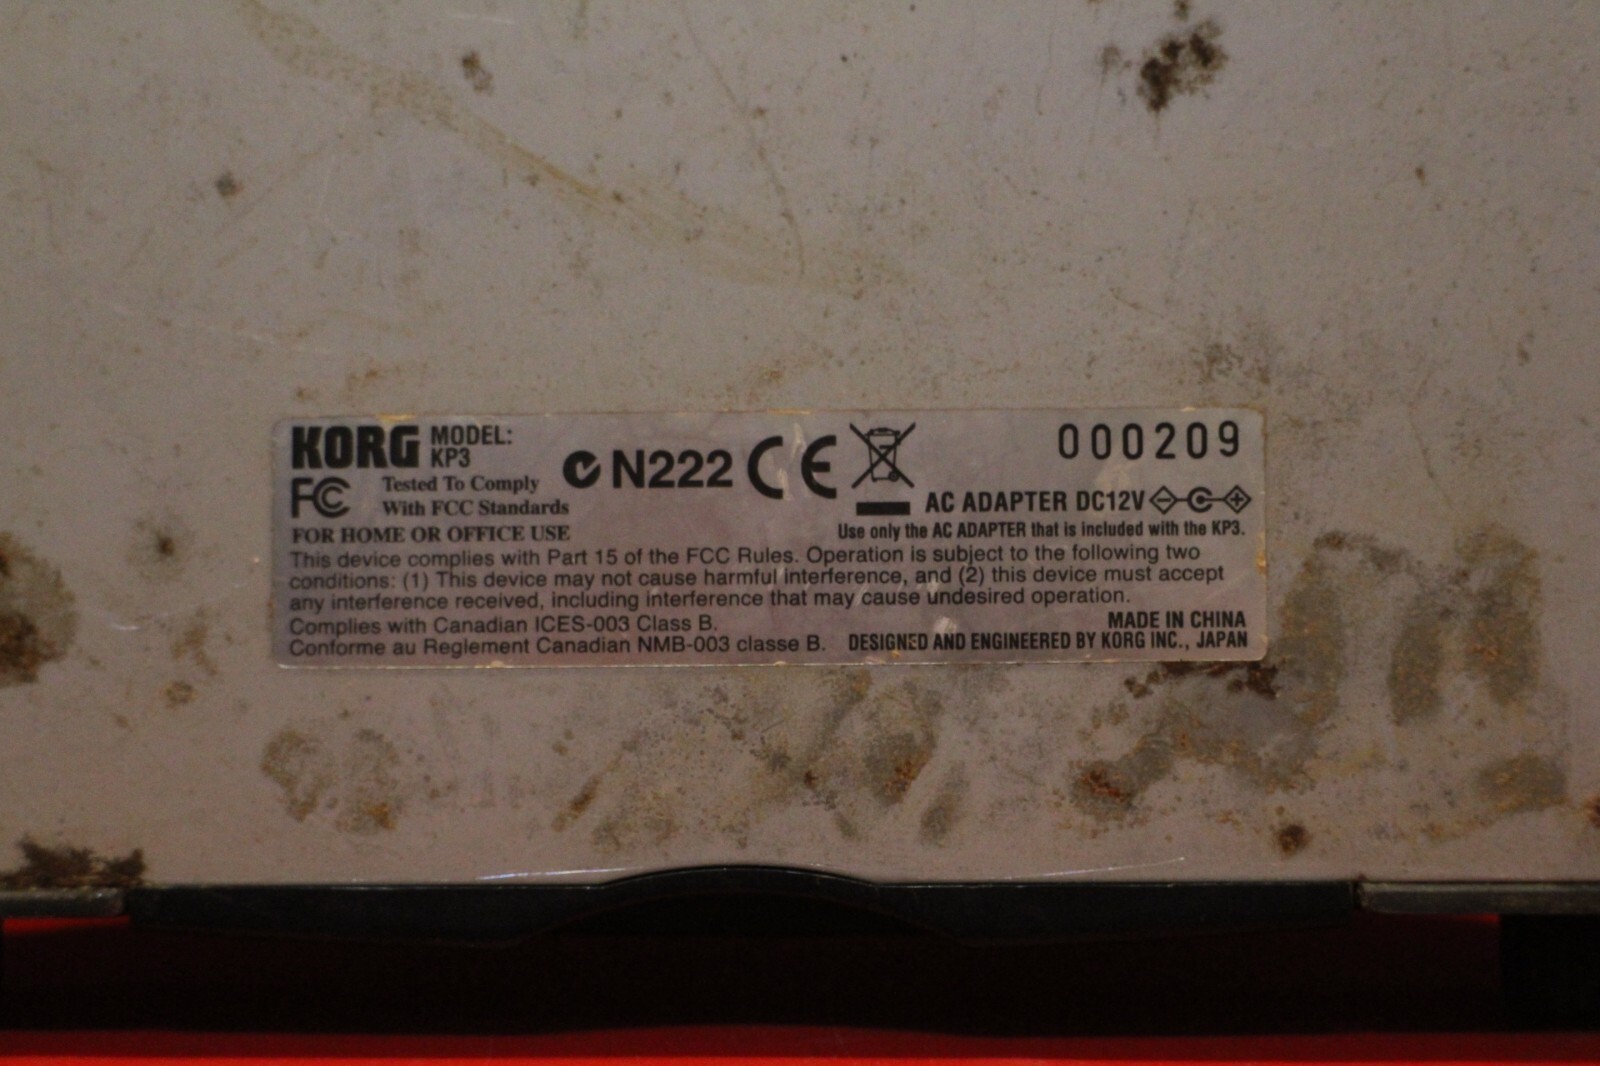 KORG MODEL:
KP3
FC Tested To Comply
With FCC Standards
FOR HOME OR OFFICE USE
N222 CE
000209
AC ADAPTER DC12V
Use only the AC ADAPTER that is included with the KP3.
This device complies with Part 15 of the FCC Rules. Operation is subject to the following two
conditions: (1) This device may not cause harmful interference, and (2) this device must accept
any interference received, including interference that may cause undesired operation.
Complies with Canadian ICES-003 Class B.
Conforme au Reglement Canadian NMB-003 classe B.
MADE IN CHINA
DESIGNED AND ENGINEERED BY KORG INC., JAPAN